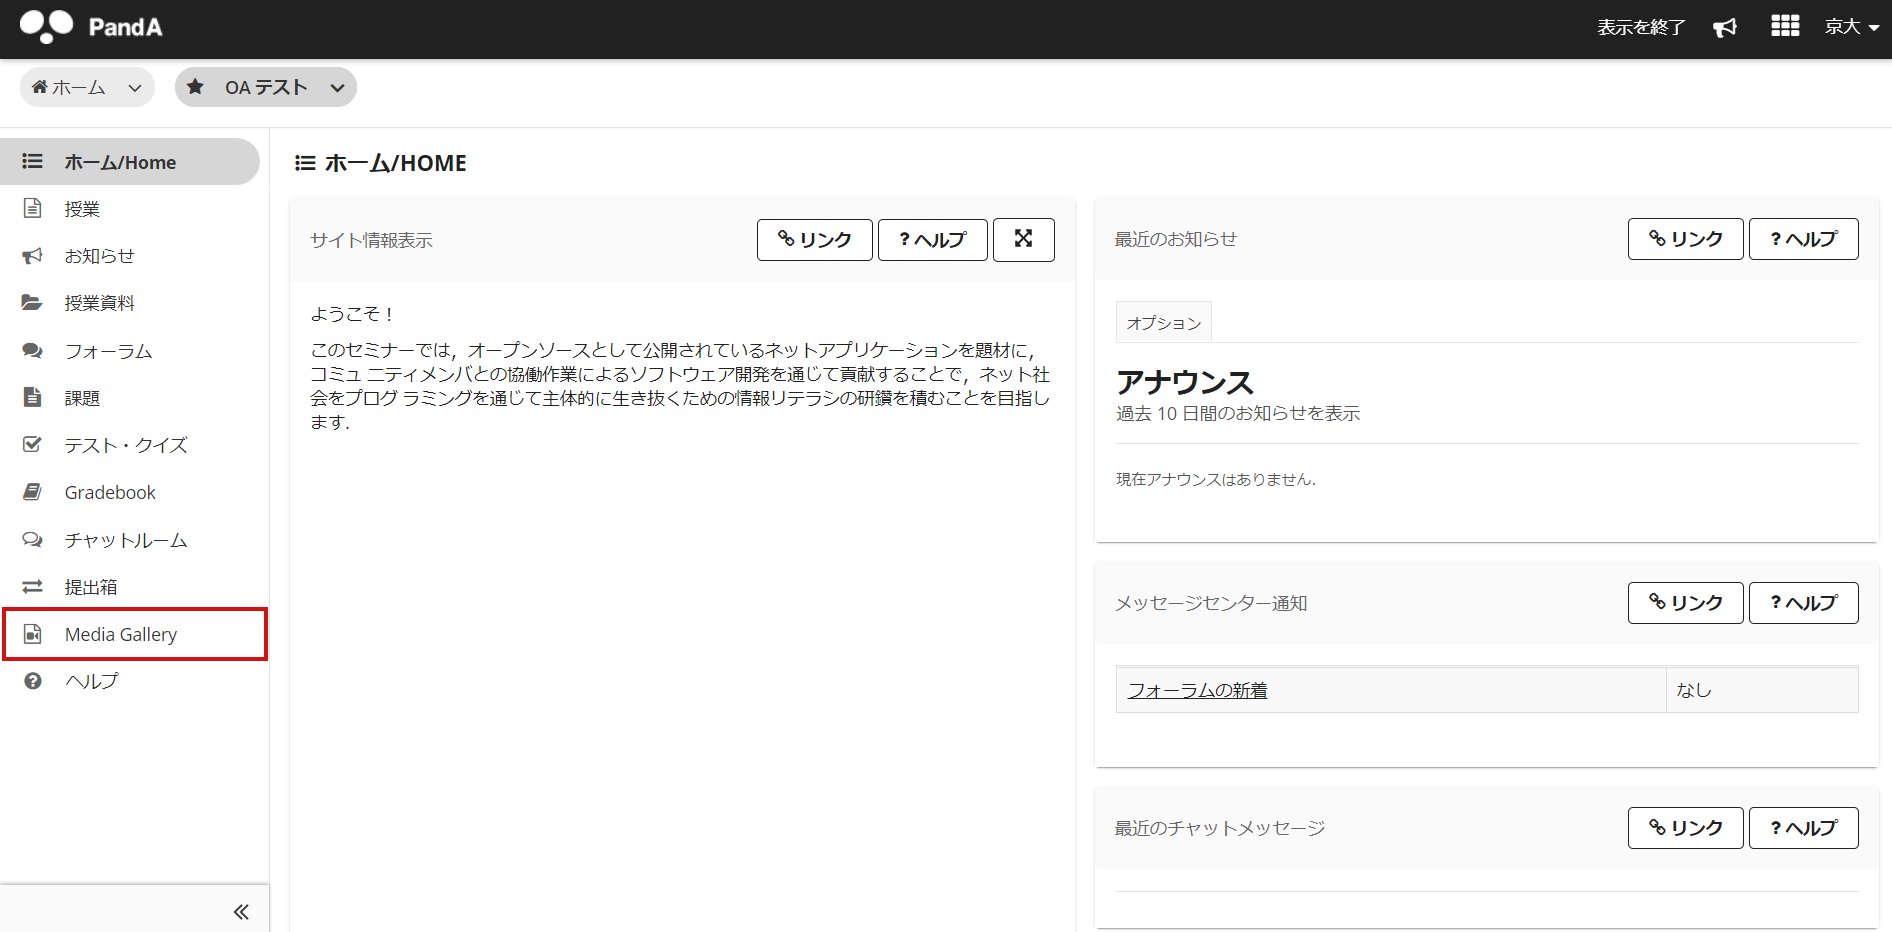 PandA
表示を終了
京大
ホーム
OA テスト
ホーム/Home
授業
お知らせ
授業資料
フォーラム
課題
テスト・クイズ
Gradebook
チャットルーム
提出箱
Media Gallery
ヘルプ
ホーム/HOME
サイト情報表示
リンク
? ヘルプ
ようこそ！
このセミナーでは，オープンソースとして公開されているネットアプリケーションを題材に，
コミュ ニティメンバとの協働作業によるソフトウェア開発を通じて貢献することで，ネット社
会をプログ ラミングを通じて主体的に生き抜くための情報リテラシの研鑽を積むことを目指し
ます.
最近のお知らせ
リンク
? ヘルプ
オプション
アナウンス
過去 10 日間のお知らせを表示
現在アナウンスはありません.
メッセージセンター通知
リンク
? ヘルプ
フォーラムの新着
なし
最近のチャットメッセージ
リンク
? ヘルプ